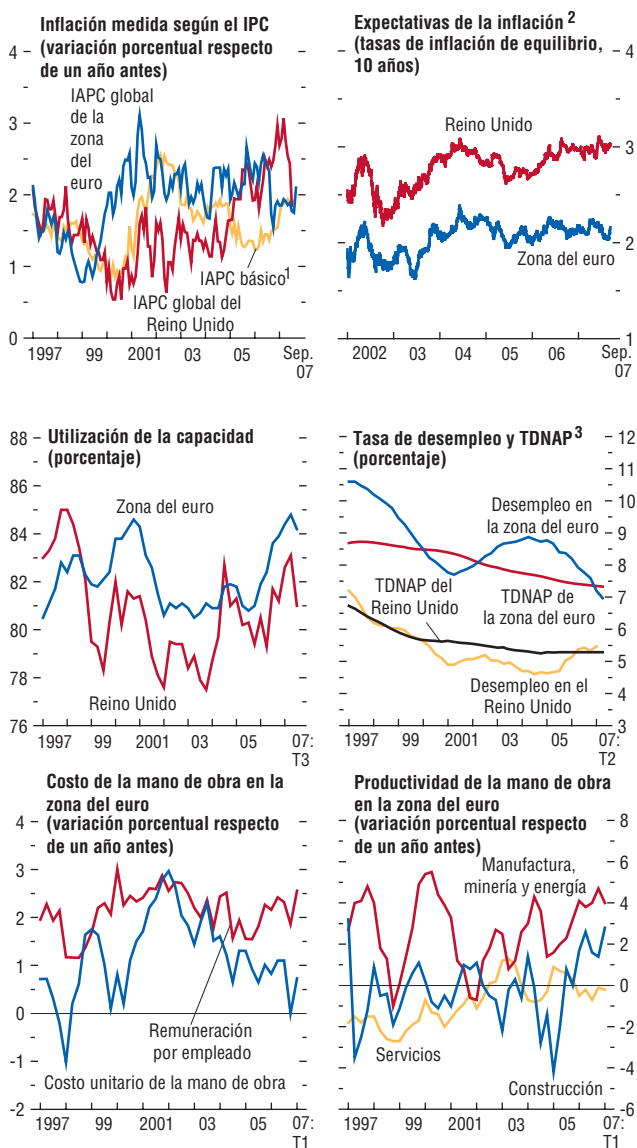 Inflación medida según el IPC
(variación porcentual respecto
de un año antes)
4
3
2
1
0
IAPC global
de la
zona
del
euro
IAPC básico1
IAPC global del
Reino Unido
1997 99 2001 03 05 Sep.
07
Expectativas de la inflación 2
(tasas de inflación de equilibrio,
10 años)
4
3
2
1
Reino Unido
Zona del euro
2002 03 04 05 06 Sep.
07
Utilización de la capacidad
(porcentaje)
88
86
84
82
80
78
76
Zona del euro
Reino Unido
1997 99 2001 03 05 07:
T3
Tasa de desempleo y TDNAP3
(porcentaje)
12
11
10
9
8
7
6
5
4
3
Desempleo en
la zona del euro
TDNAP del
Reino Unido
TDNAP de
la zona del euro
Desempleo en el
Reino Unido
1997 99 2001 03 05 07:
T2
Costo de la mano de obra en la
zona del euro
(variación porcentual respecto
de un año antes)
4
3
2
1
0
-1
-2
Remuneración
por empleado
Costo unitario de la mano de obra
1997 99 2001 03 05 07:
T1
Productividad de la mano de obra
en la zona del euro
(variación porcentual respecto
de un año antes)
8
6
4
2
0
-2
-4
-6
Manufactura,
minería y energía
Servicios
Construcción
1997 99 2001 03 05 07:
T1